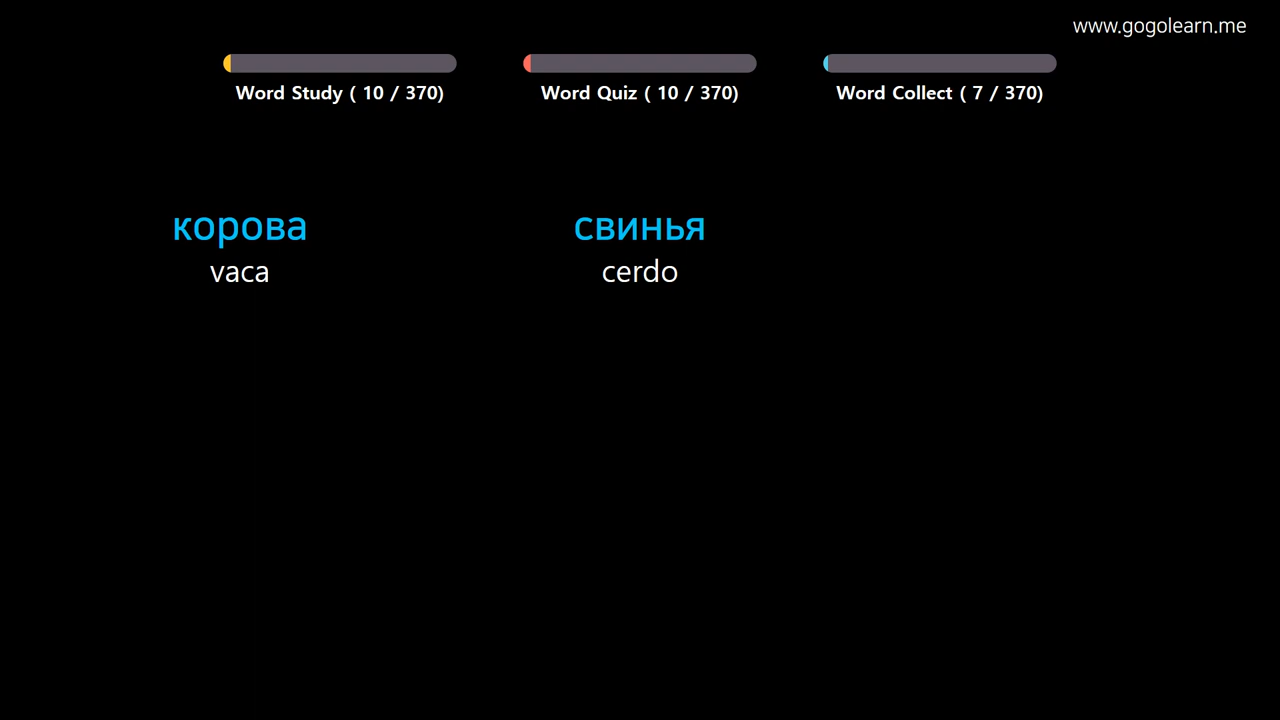 www.gogolearn.me
Word Study ( 10 / 370)
Word Quiz ( 10 / 370)
Word Collect ( 7 / 370)
корова
vaca
свинья
cerdo